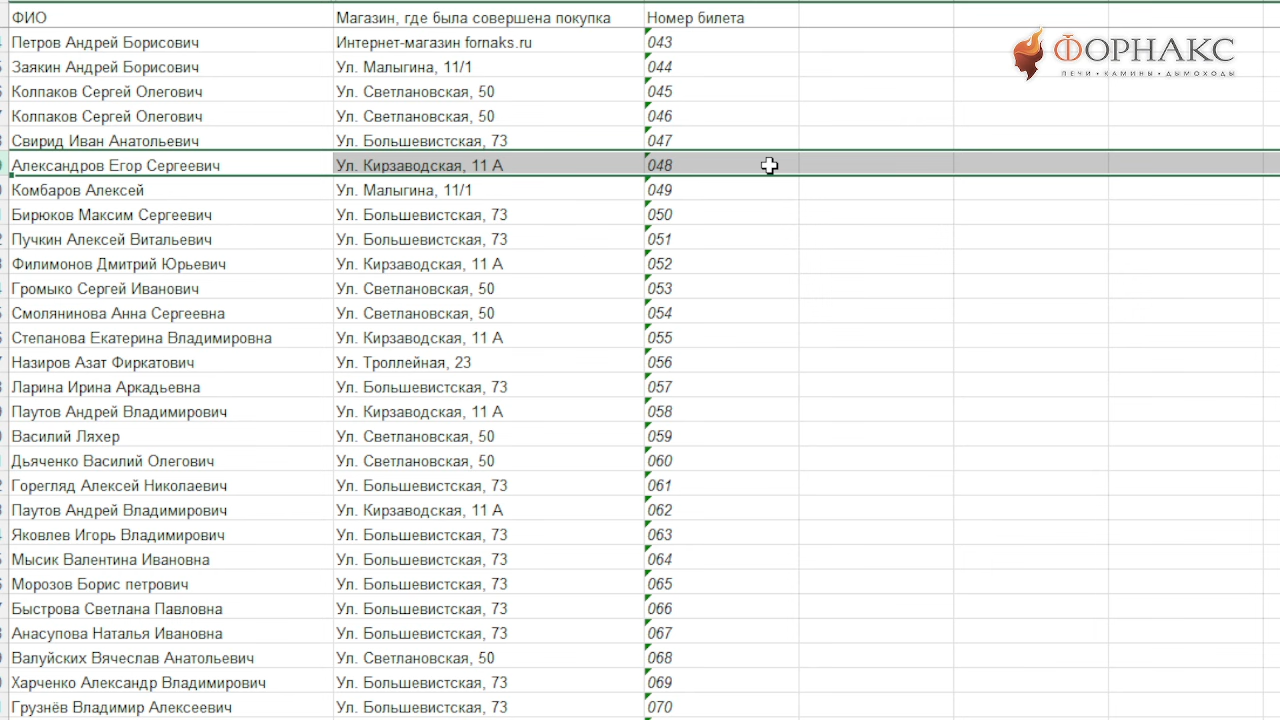 ФИО Магазин, где была совершена покупка Номер билета
Петров Андрей Борисович Интернет-магазин fornaks.ru 043
ФОРНАКС
ПЕЧИ • КАМИНЫ • ДЫМОХОДЫ
Заякин Андрей Борисович Ул. Малыгина, 11/1 044
Колпаков Сергей Олегович Ул. Светлановская, 50 045
Колпаков Сергей Олегович Ул. Светлановская, 50 046
Свирид Иван Анатольевич Ул. Большевистская, 73 047
Александров Егор Сергеевич Ул. Кирзаводская, 11 А 048
Комбаров Алексей Ул. Малыгина, 11/1 049
Бирюков Максим Сергеевич Ул. Большевистская, 73 050
Пучкин Алексей Витальевич Ул. Большевистская, 73 051
Филимонов Дмитрий Юрьевич Ул. Кирзаводская, 11 А 052
Громыко Сергей Иванович Ул. Светлановская, 50 053
Смолянинова Анна Сергеевна Ул. Светлановская, 50 054
Степанова Екатерина Владимировна Ул. Кирзаводская, 11 А 055
Назиров Азат Фиркатович Ул. Троллейная, 23 056
Ларина Ирина Аркадьевна Ул. Большевистская, 73 057
Паутов Андрей Владимирович Ул. Кирзаводская, 11 А 058
Василий Ляхер Ул. Светлановская, 50 059
Дьяченко Василий Олегович Ул. Светлановская, 50 060
Горегляд Алексей Николаевич Ул. Большевистская, 73 061
Паутов Андрей Владимирович Ул. Кирзаводская, 11 А 062
Яковлев Игорь Владимирович Ул. Большевистская, 73 063
Мысик Валентина Ивановна Ул. Большевистская, 73 064
Морозов Борис петрович Ул. Большевистская, 73 065
Быстрова Светлана Павловна Ул. Большевистская, 73 066
Анасупова Наталья Ивановна Ул. Большевистская, 73 067
Валуйских Вячеслав Анатольевич Ул. Светлановская, 50 068
Харченко Александр Владимирович Ул. Большевистская, 73 069
Грузнёв Владимир Алексеевич Ул. Большевистская, 73 070